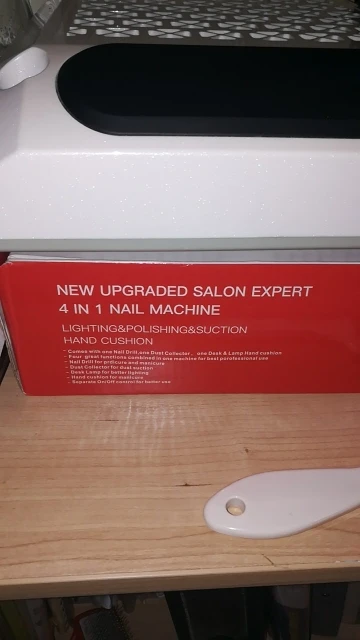 NEW UPGRADED SALON EXPERT
4 IN 1 NAIL MACHINE
LIGHTING&POLISHING&SUCTION
HAND CUSHION
- Comes with one Nail Drill,one Dust Collector, one Desk & Lamp Hand cushion
- Four great functions combined in one machine for best porofessional use
- Nail Drill for pedicure and manicure
- Dust Collector for dust suction
- Desk Lamp for better lighting
- Hand cushion for manicure
- Separate On/Off control for better use